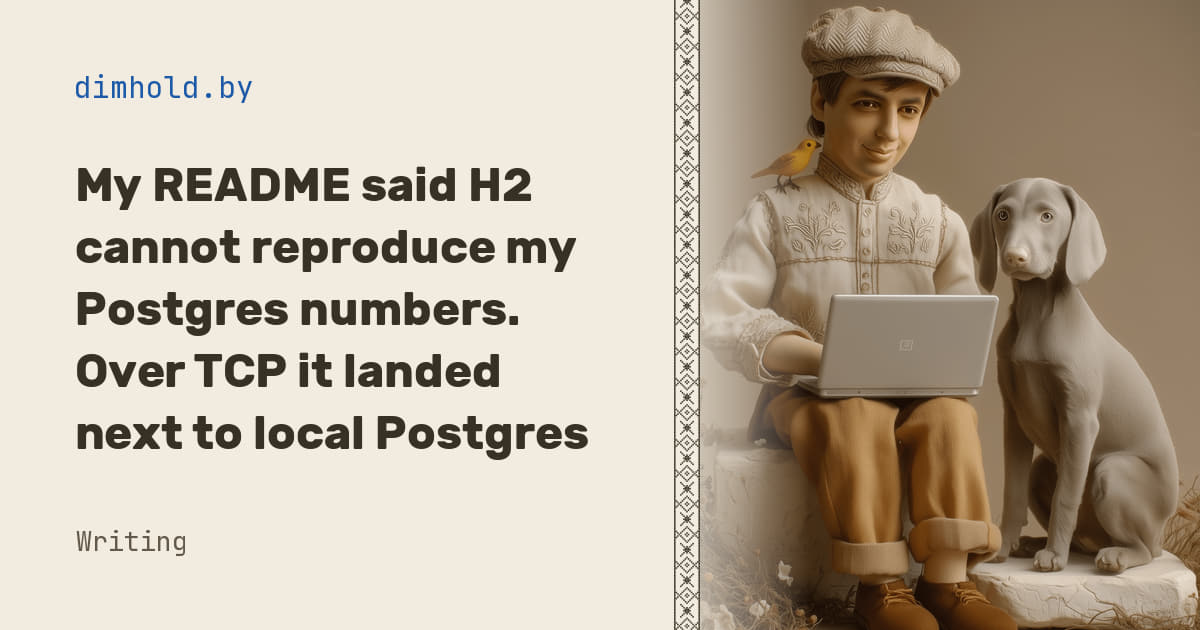 dimhold.by
My README said H2
cannot reproduce my
Postgres numbers.
Over TCP it landed
next to local Postgres
Writing